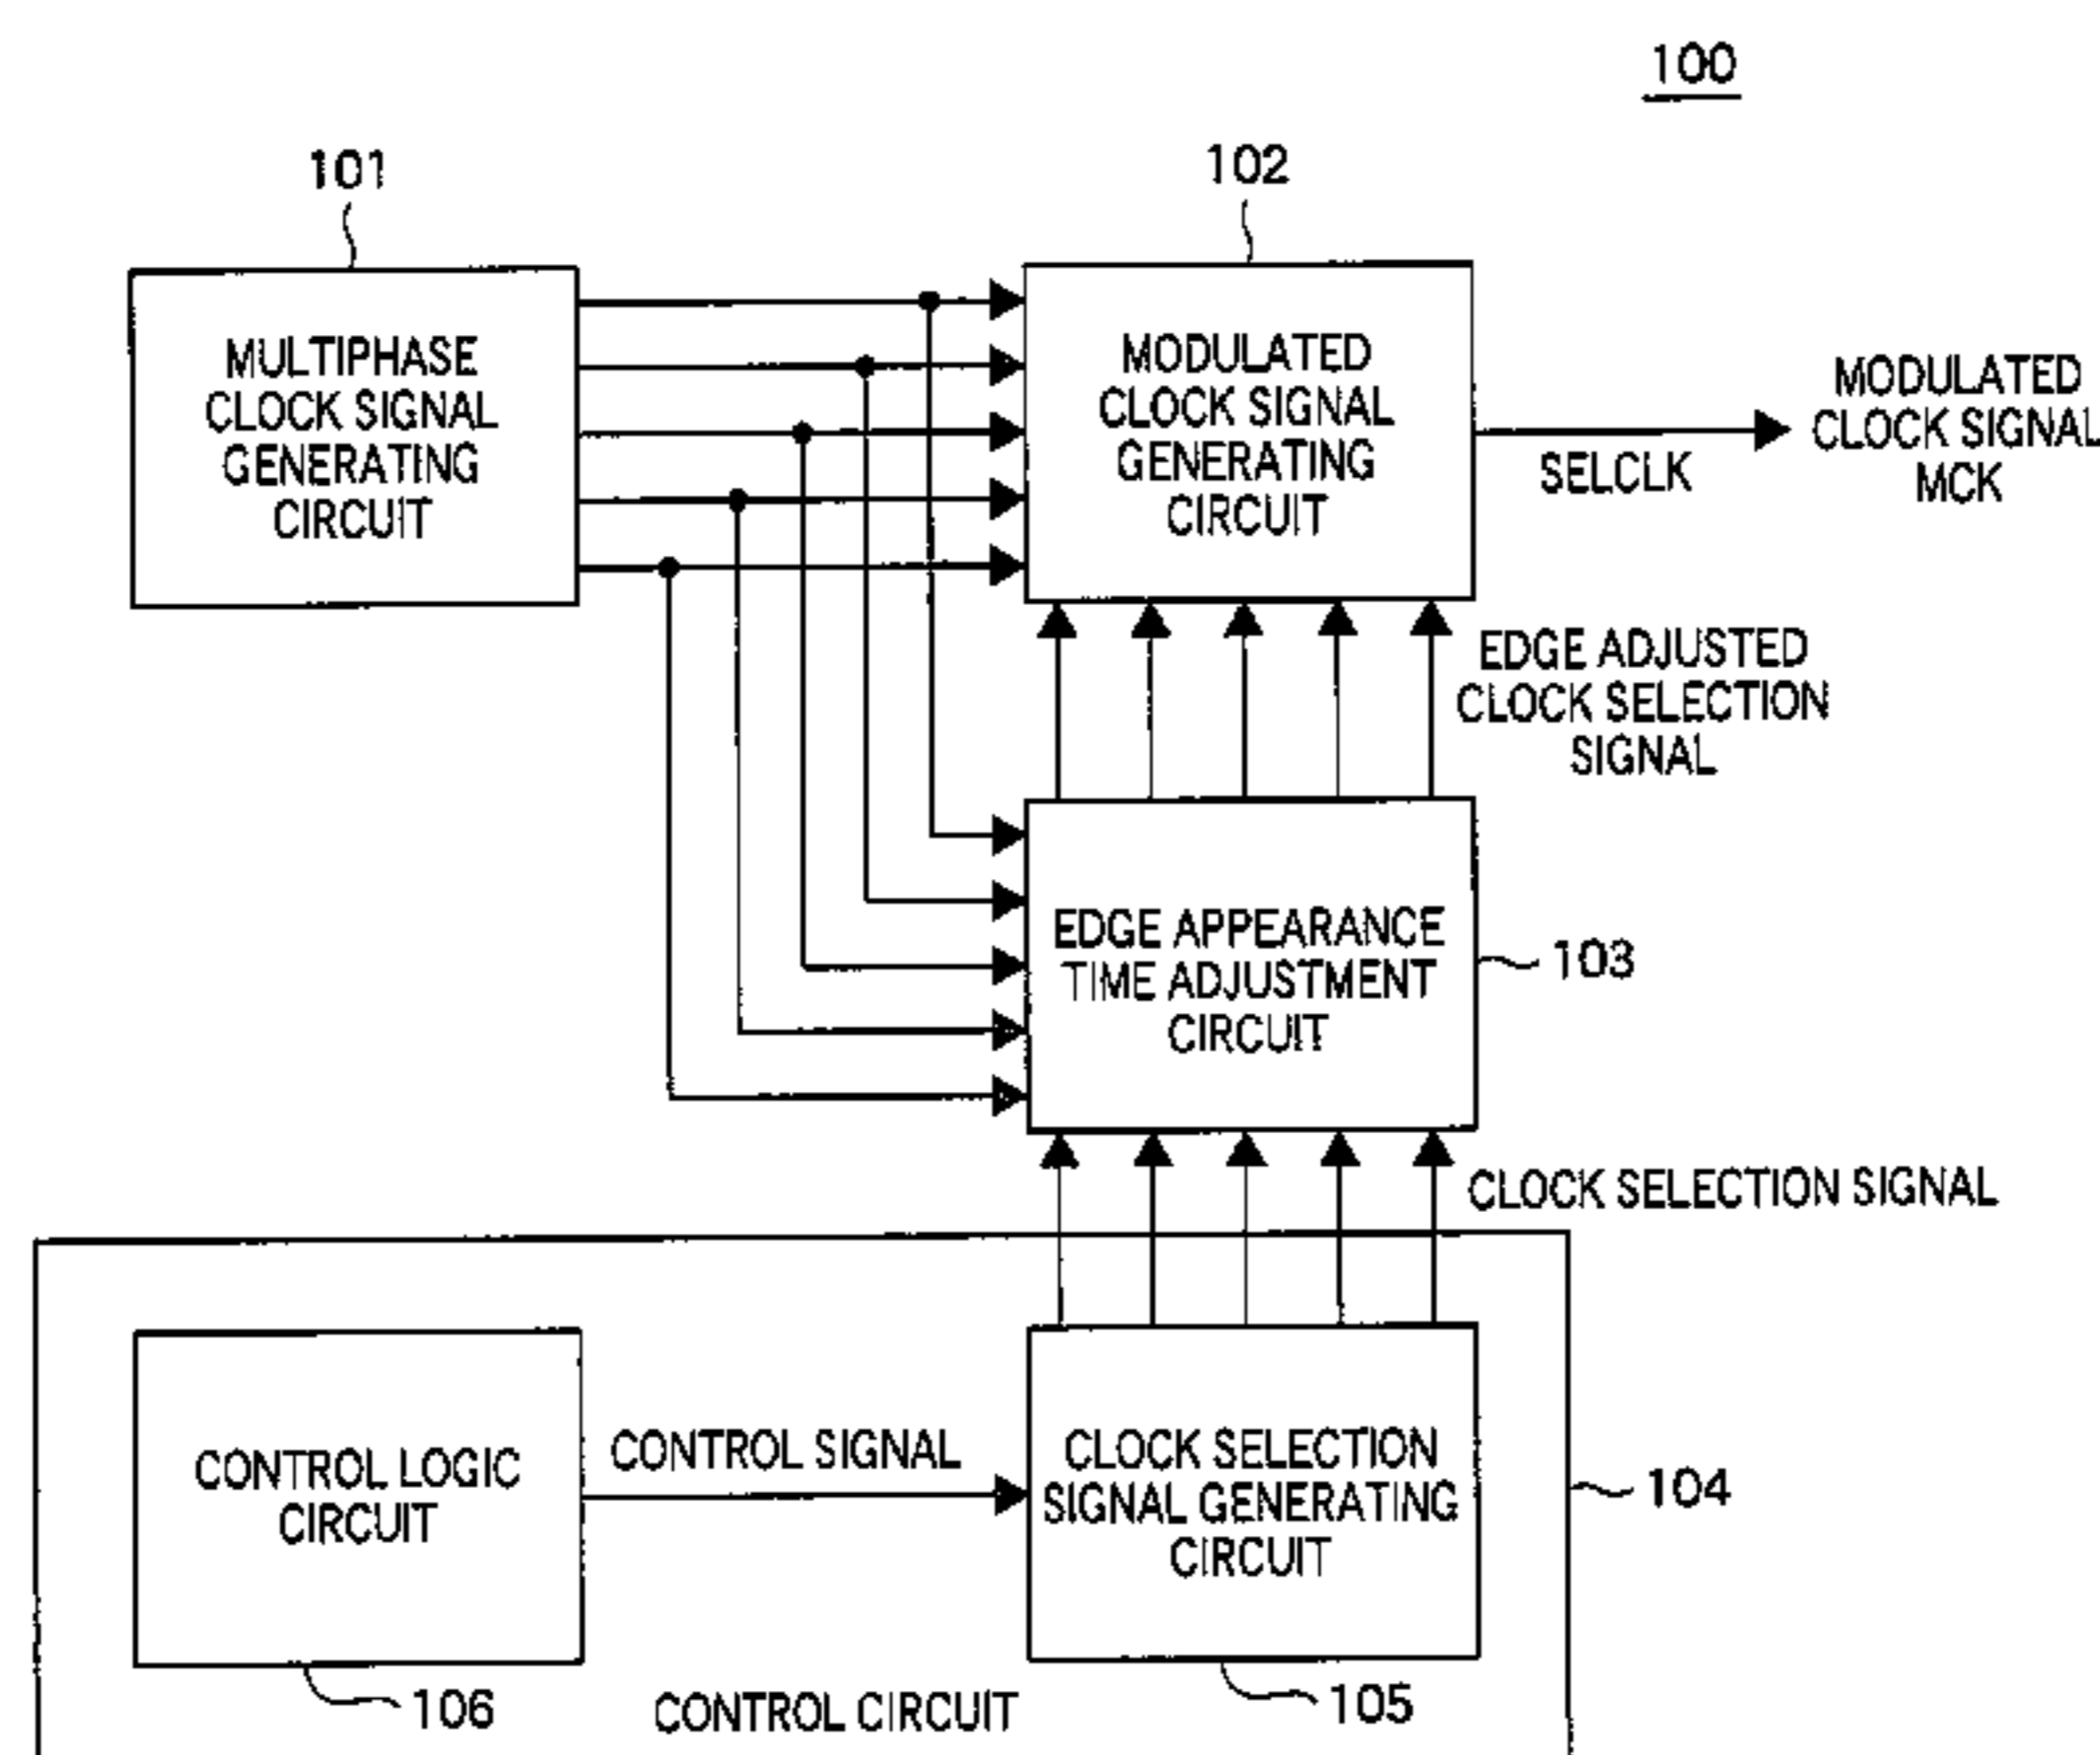 100
101
102
MULTIPHASE
CLOCK SIGNAL
GENERATING
CIRCUIT
MODULATED
CLOCK SIGNAL
GENERATING
CIRCUIT
SELCLK
MODULATED
CLOCK SIGNAL
MCK
EDGE ADJUSTED
CLOCK SELECTION
SIGNAL
EDGE APPEARANCE
TIME ADJUSTMENT
CIRCUIT
103
CLOCK SELECTION SIGNAL
CONTROL LOGIC
CIRCUIT
CONTROL SIGNAL
CLOCK SELECTION
SIGNAL GENERATING
CIRCUIT
104
106
CONTROL CIRCUIT
105